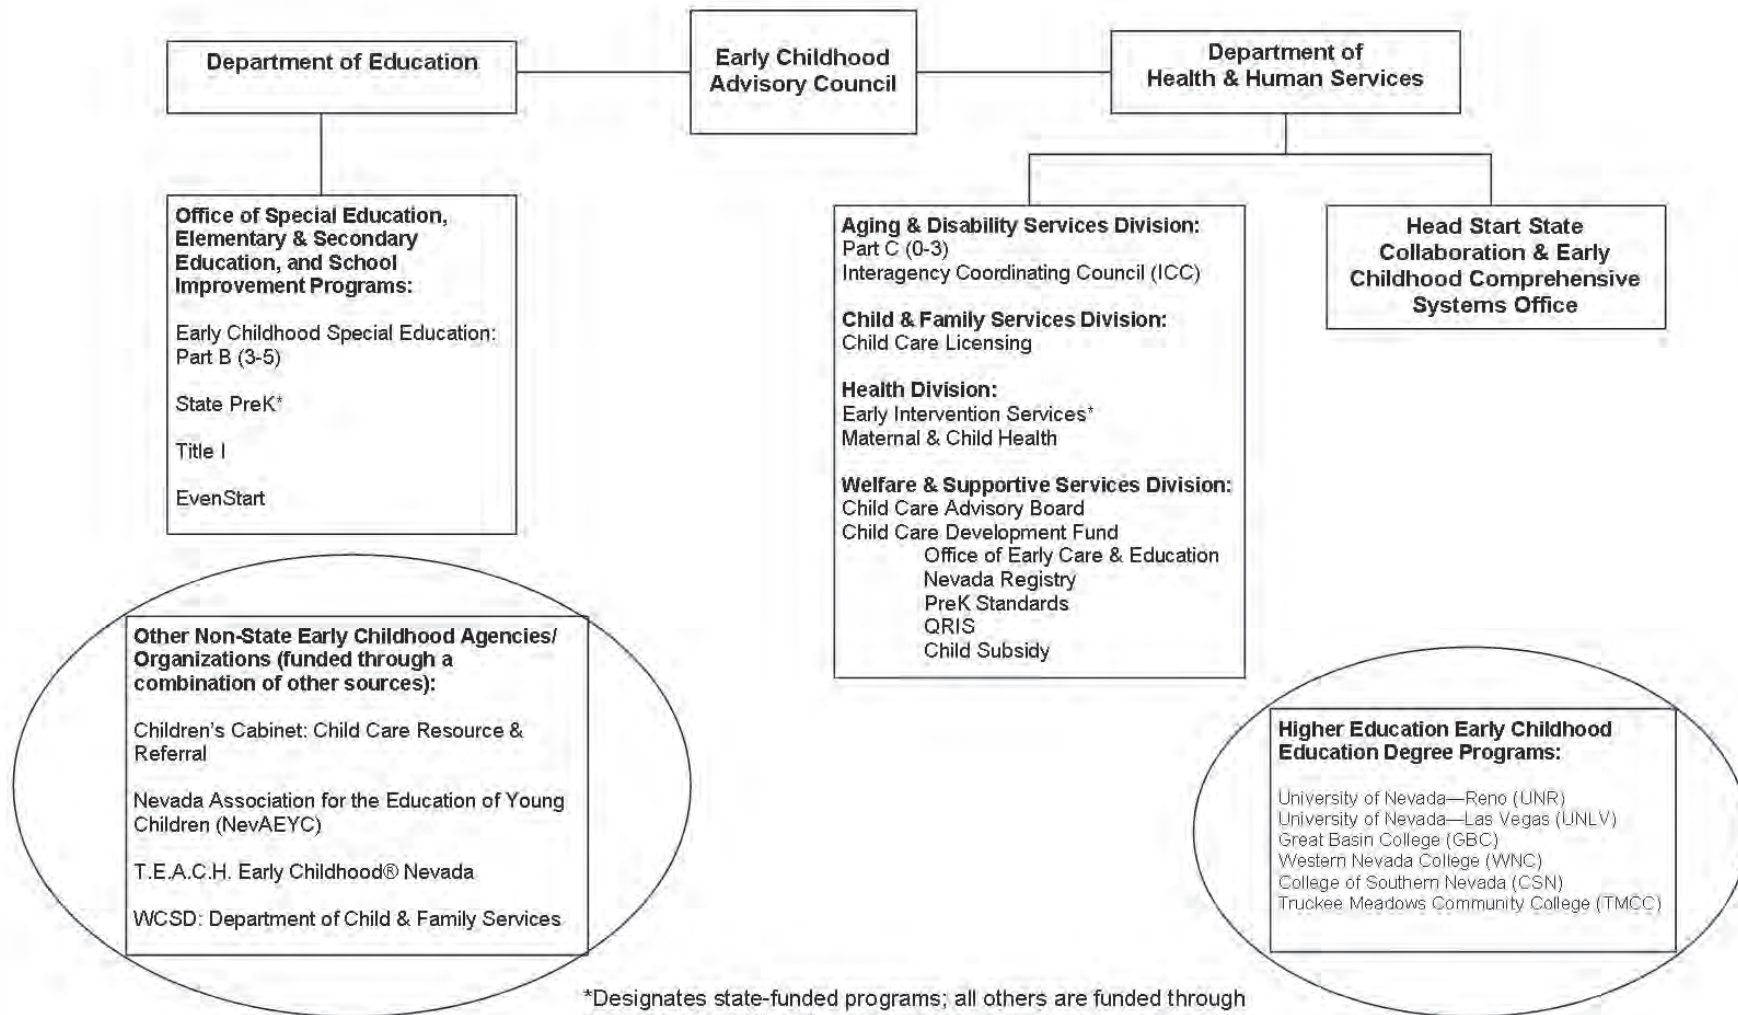 Department of Education
Early Childhood
Advisory Council
Department of
Health & Human Services
Office of Special Education,
Elementary & Secondary
Education, and School
Improvement Programs:
Early Childhood Special Education:
Part B (3-5)
State PreK*
Title I
EvenStart
Aging & Disability Services Division:
Part C (0-3)
Interagency Coordinating Council (ICC)
Child & Family Services Division:
Child Care Licensing
Health Division:
Early Intervention Services*
Maternal & Child Health
Welfare & Supportive Services Division:
Child Care Advisory Board
Child Care Development Fund
Office of Early Care & Education
Nevada Registry
PreK Standards
QRIS
Child Subsidy
Head Start State
Collaboration & Early
Childhood Comprehensive
Systems Office
Other Non-State Early Childhood Agencies/
Organizations (funded through a
combination of other sources):
Children's Cabinet: Child Care Resource &
Referral
Nevada Association for the Education of Young
Children (NevAEYC)
T.E.A.C.H. Early Childhood® Nevada
WCSD: Department of Child & Family Services
Higher Education Early Childhood
Education Degree Programs:
University of Nevada—Reno (UNR)
University of Nevada—Las Vegas (UNLV)
Great Basin College (GBC)
Western Nevada College (WNC)
College of Southern Nevada (CSN)
Truckee Meadows Community College (TMCC)
*Designates state-funded programs; all others are funded through